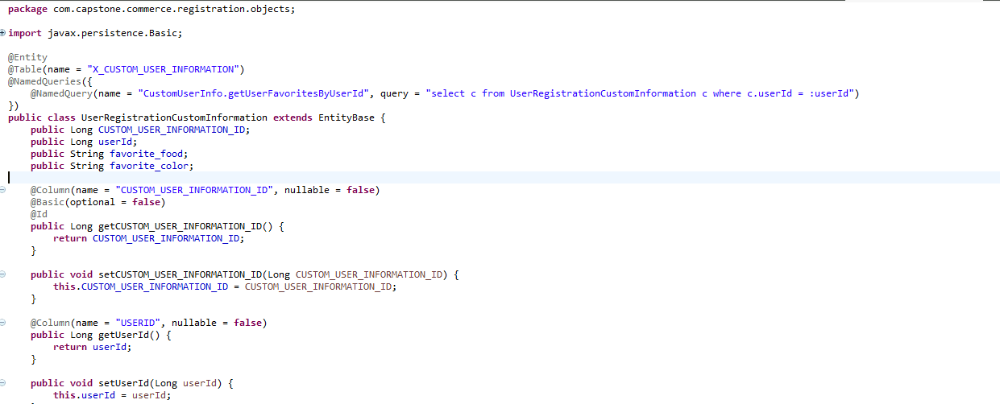 package com.capstone.commerce.registration.objects;
import javax.persistence.Basic;
@Entity
@Table(name = "X_CUSTOM_USER_INFORMATION")
@NamedQueries({
@NamedQuery(name = "CustomUserInfo.getUserFavoritesByUserId", query = "select c from UserRegistrationCustomInformation c where c.userId = :userId")
})
public class UserRegistrationCustomInformation extends EntityBase {
public Long CUSTOM_USER_INFORMATION_ID;
public Long userId;
public String favorite_food;
public String favorite_color;
@Column(name = "CUSTOM_USER_INFORMATION_ID", nullable = false)
@Basic(optional = false)
@Id
public Long getCUSTOM_USER_INFORMATION_ID() {
return CUSTOM_USER_INFORMATION_ID;
}
public void setCUSTOM_USER_INFORMATION_ID(Long CUSTOM_USER_INFORMATION_ID) {
this.CUSTOM_USER_INFORMATION_ID = CUSTOM_USER_INFORMATION_ID;
}
@Column(name = "USERID", nullable = false)
public Long getUserId() {
return userId;
}
public void setUserId(Long userId) {
this.userId = userId;